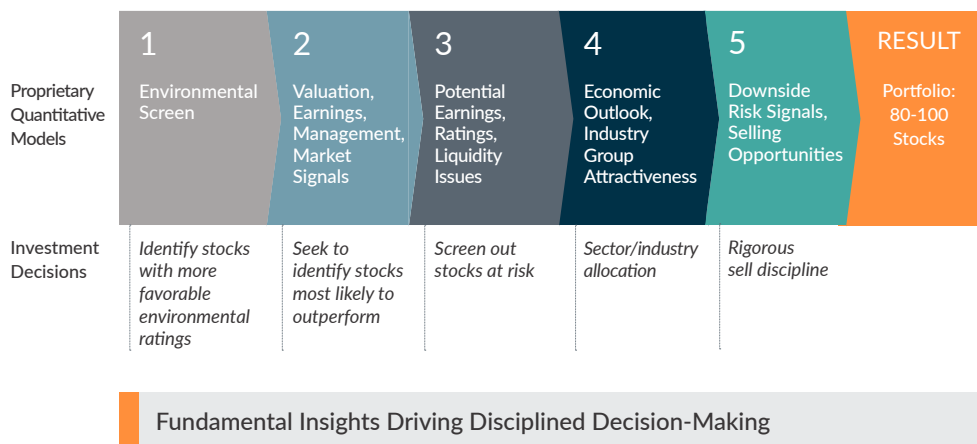 Proprietary
Quantitative
Models
1
Environmental
Screen
2
Valuation,
Earnings,
Management,
Market
Signals
3
Potential
Earnings,
Ratings,
Liquidity
Issues
4
Economic
Outlook,
Industry
Group
Attractiveness
5
Downside
Risk Signals,
Selling
Opportunities
RESULT
Portfolio:
80-100
Stocks
Investment
Decisions
Identify stocks
with more
favorable
environmental
ratings
Seek to
identify stocks
most likely to
outperform
Screen out
stocks at risk
Sector/industry
allocation
Rigorous
sell discipline
Fundamental Insights Driving Disciplined Decision-Making